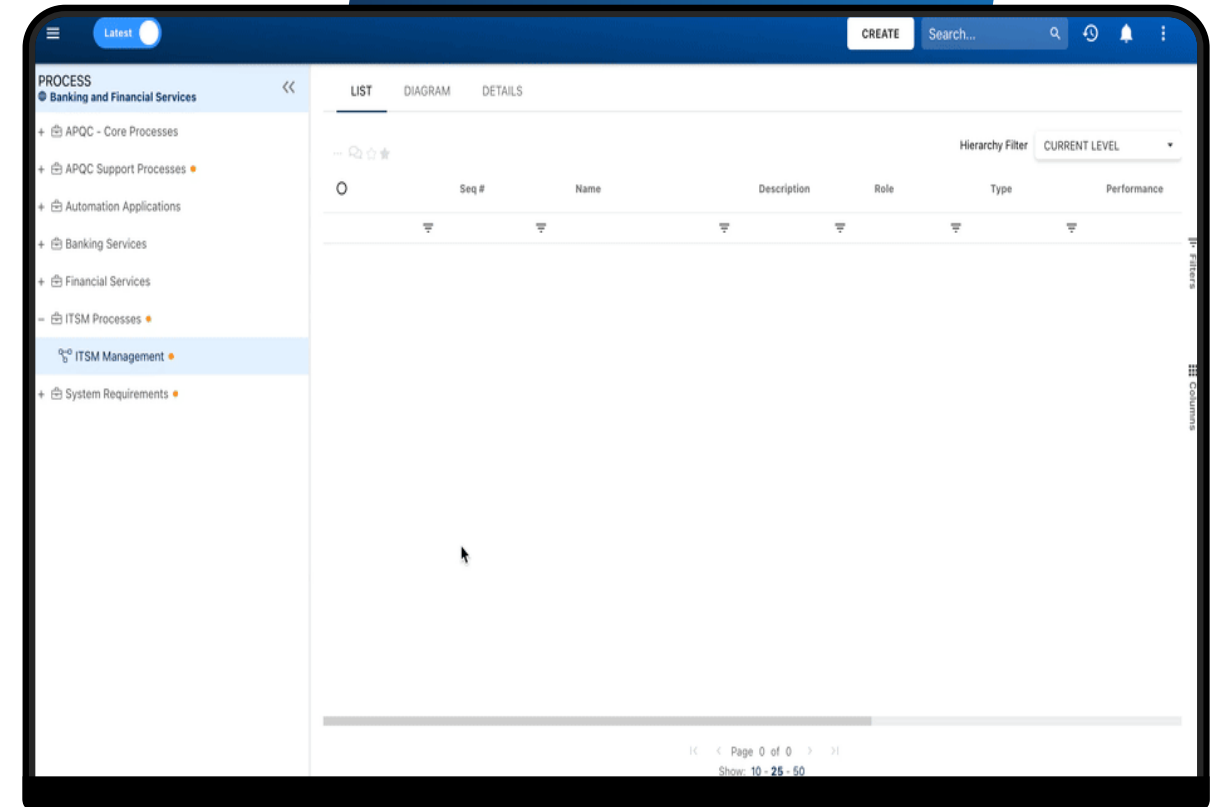 Latest
CREATE
Search...
PROCESS
Banking and Financial Services
LIST DIAGRAM DETAILS
+ APQC - Core Processes
+ APQC Support Processes
+ Automation Applications
+ Banking Services
+ Financial Services
- ITSM Processes
ITSM Management
+ System Requirements
Hierarchy Filter CURRENT LEVEL
Seq # Name Description Role Type Performance
Filters
Columns
Page 0 of 0
Show: 10 - 25 - 50